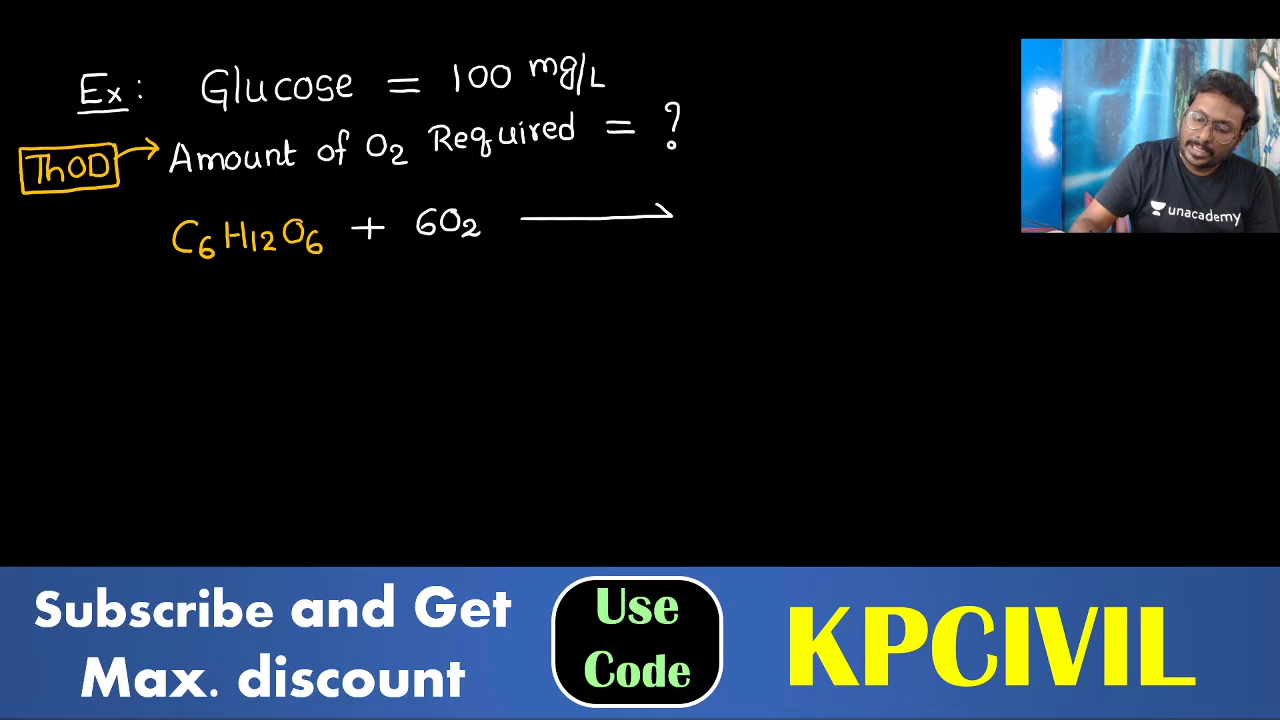 Ex: Glucose = 100 mg/L
ThOD → Amount of O2 Required = ?
C6H12O6 + 6O2 ⟶
unacademy
Subscribe and Get
Max. discount
Use
Code
KPCIVIL